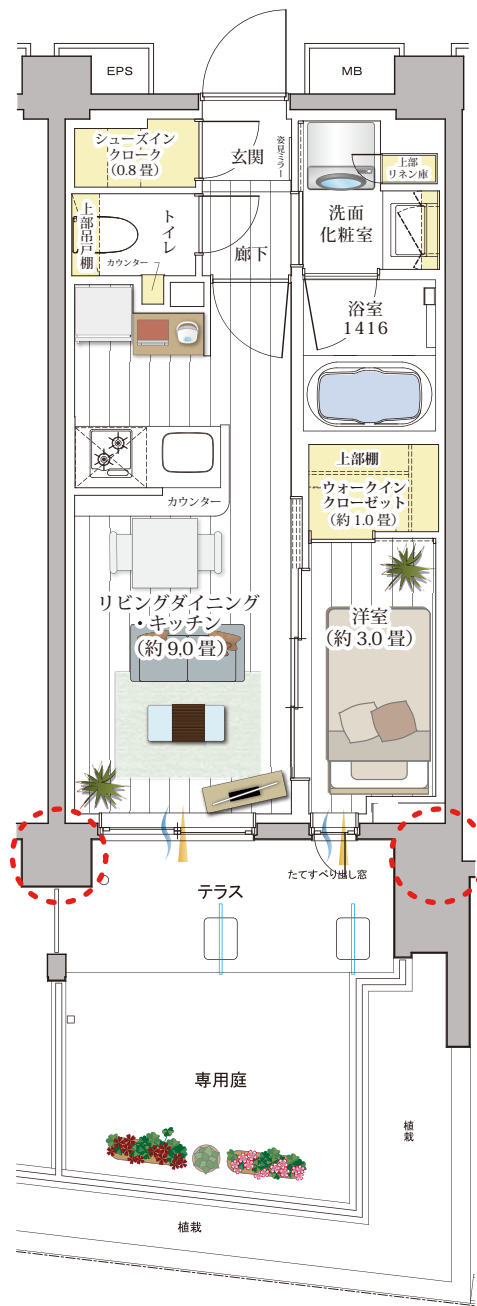 EPS
MB
シューズイン
クローク
（0.8 畳）
玄関
姿見ミラー
上部
リネン庫
洗面
化粧室
上部吊戸棚
トイレ
カウンター
廊下
浴室
1416
上部棚
ウォークイン
クローゼット
（約 1.0 畳）
カウンター
リビングダイニング
・キッチン
（約 9.0 畳）
洋室
（約 3.0 畳）
たてすべり出し窓
テラス
専用庭
植栽
植栽